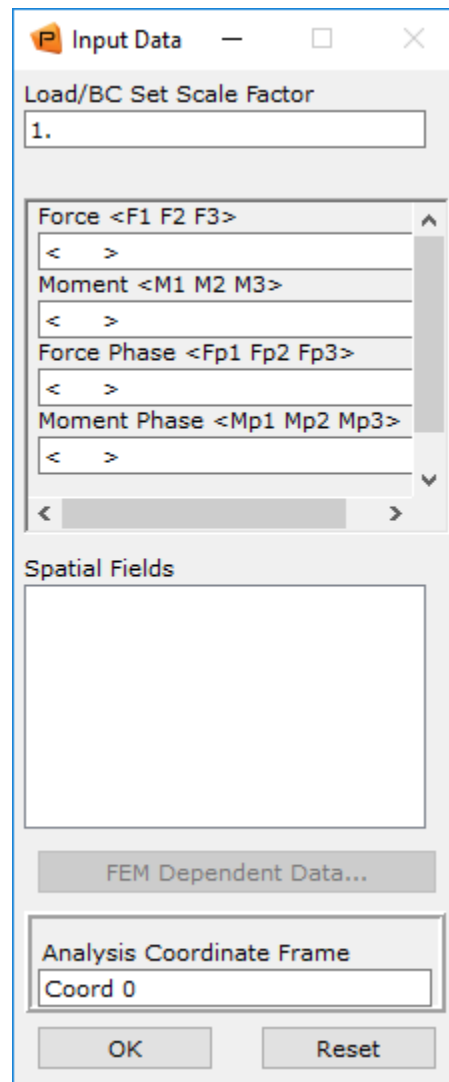 Input Data
Load/BC Set Scale Factor
1.
Force <F1 F2 F3>
<    >
Moment <M1 M2 M3>
<    >
Force Phase <Fp1 Fp2 Fp3>
<    >
Moment Phase <Mp1 Mp2 Mp3>
<    >
Spatial Fields
FEM Dependent Data...
Analysis Coordinate Frame
Coord 0
OK Reset